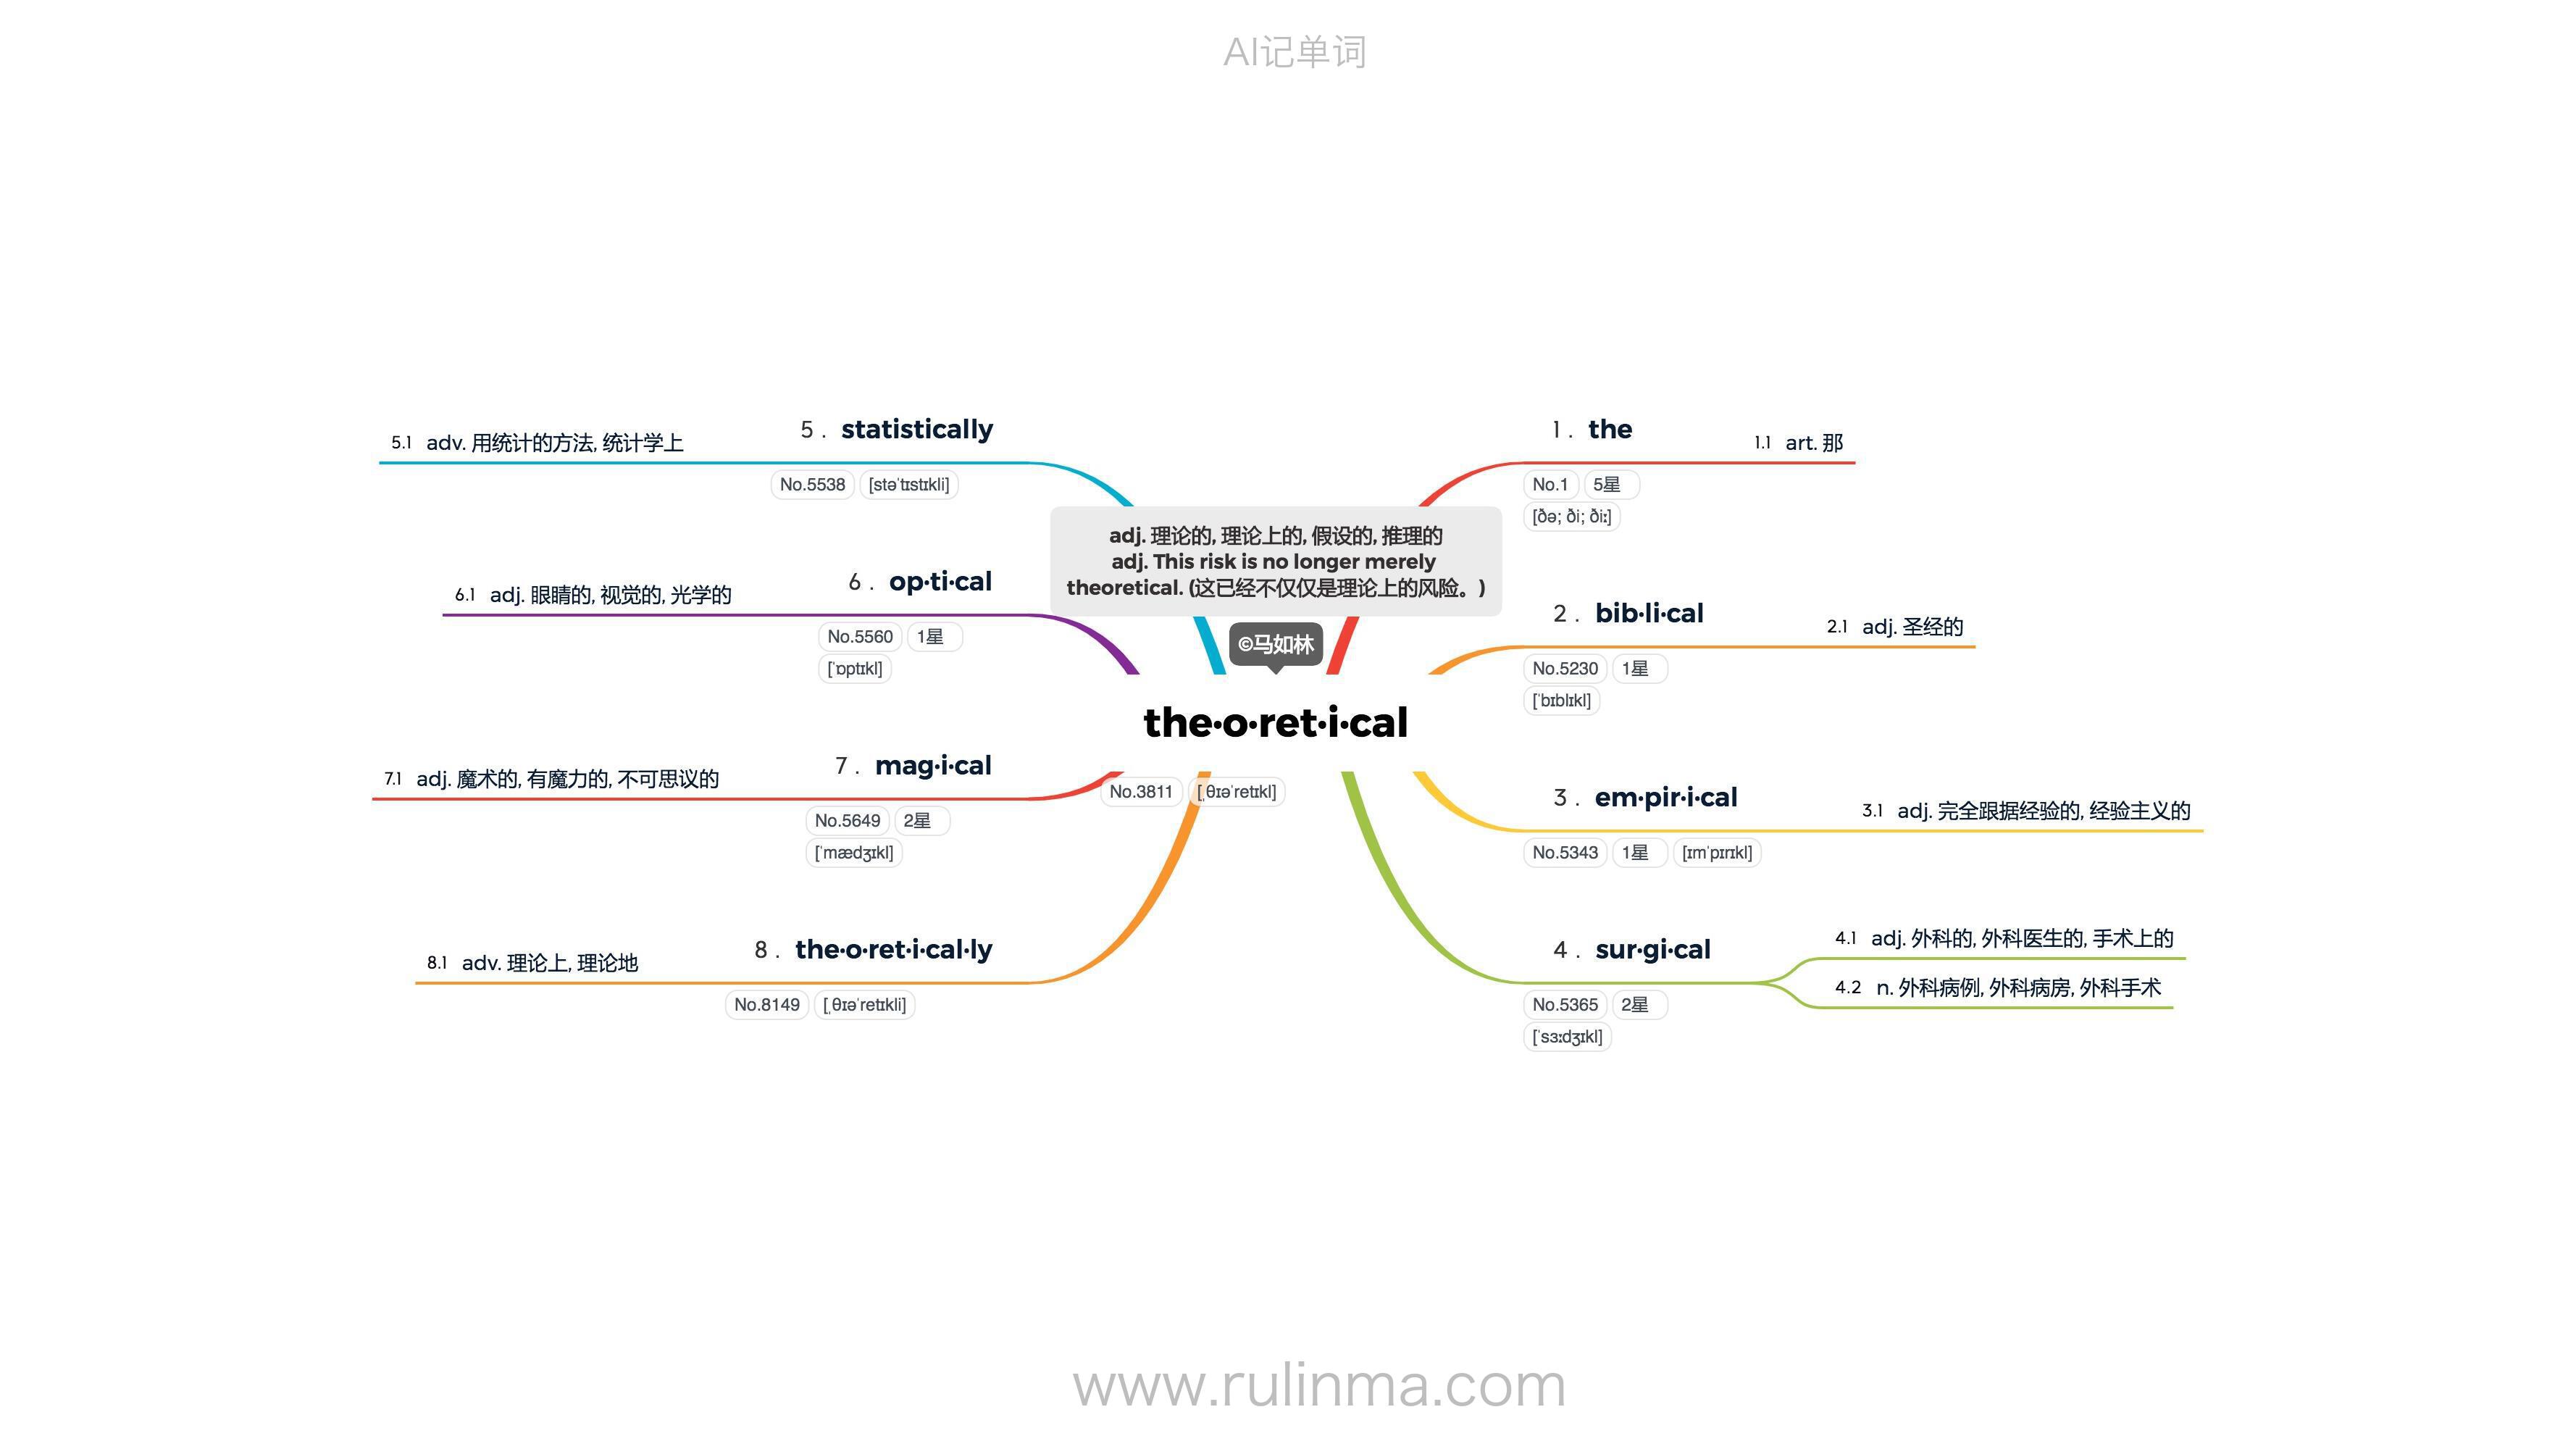 AI记单词
adj. 理论的, 理论上的, 假设的, 推理的
adj. This risk is no longer merely
theoretical. (这已经不仅仅是理论上的风险。)
©马如林
the·o·ret·i·cal
No.3811 [ˌθɪəˈretɪkl]
1 . the
No.1 5星
[ðə; ði; ðiː]
1.1 art. 那
2 . bib·li·cal
No.5230 1星
[ˈbɪblɪkl]
2.1 adj. 圣经的
3 . em·pir·i·cal
No.5343 1星 [ɪmˈpɪrɪkl]
3.1 adj. 完全跟据经验的, 经验主义的
4 . sur·gi·cal
No.5365 2星
[ˈsɜːdʒɪkl]
4.1 adj. 外科的, 外科医生的, 手术上的
4.2 n. 外科病例, 外科病房, 外科手术
5 . statistically
No.5538 [stəˈtɪstɪkli]
5.1 adv. 用统计的方法, 统计学上
6 . op·ti·cal
No.5560 1星
[ˈɒptɪkl]
6.1 adj. 眼睛的, 视觉的, 光学的
7 . mag·i·cal
No.5649 2星
[ˈmædʒɪkl]
7.1 adj. 魔术的, 有魔力的, 不可思议的
8 . the·o·ret·i·cal·ly
No.8149 [ˌθɪəˈretɪkli]
8.1 adv. 理论上, 理论地
www.rulinma.com